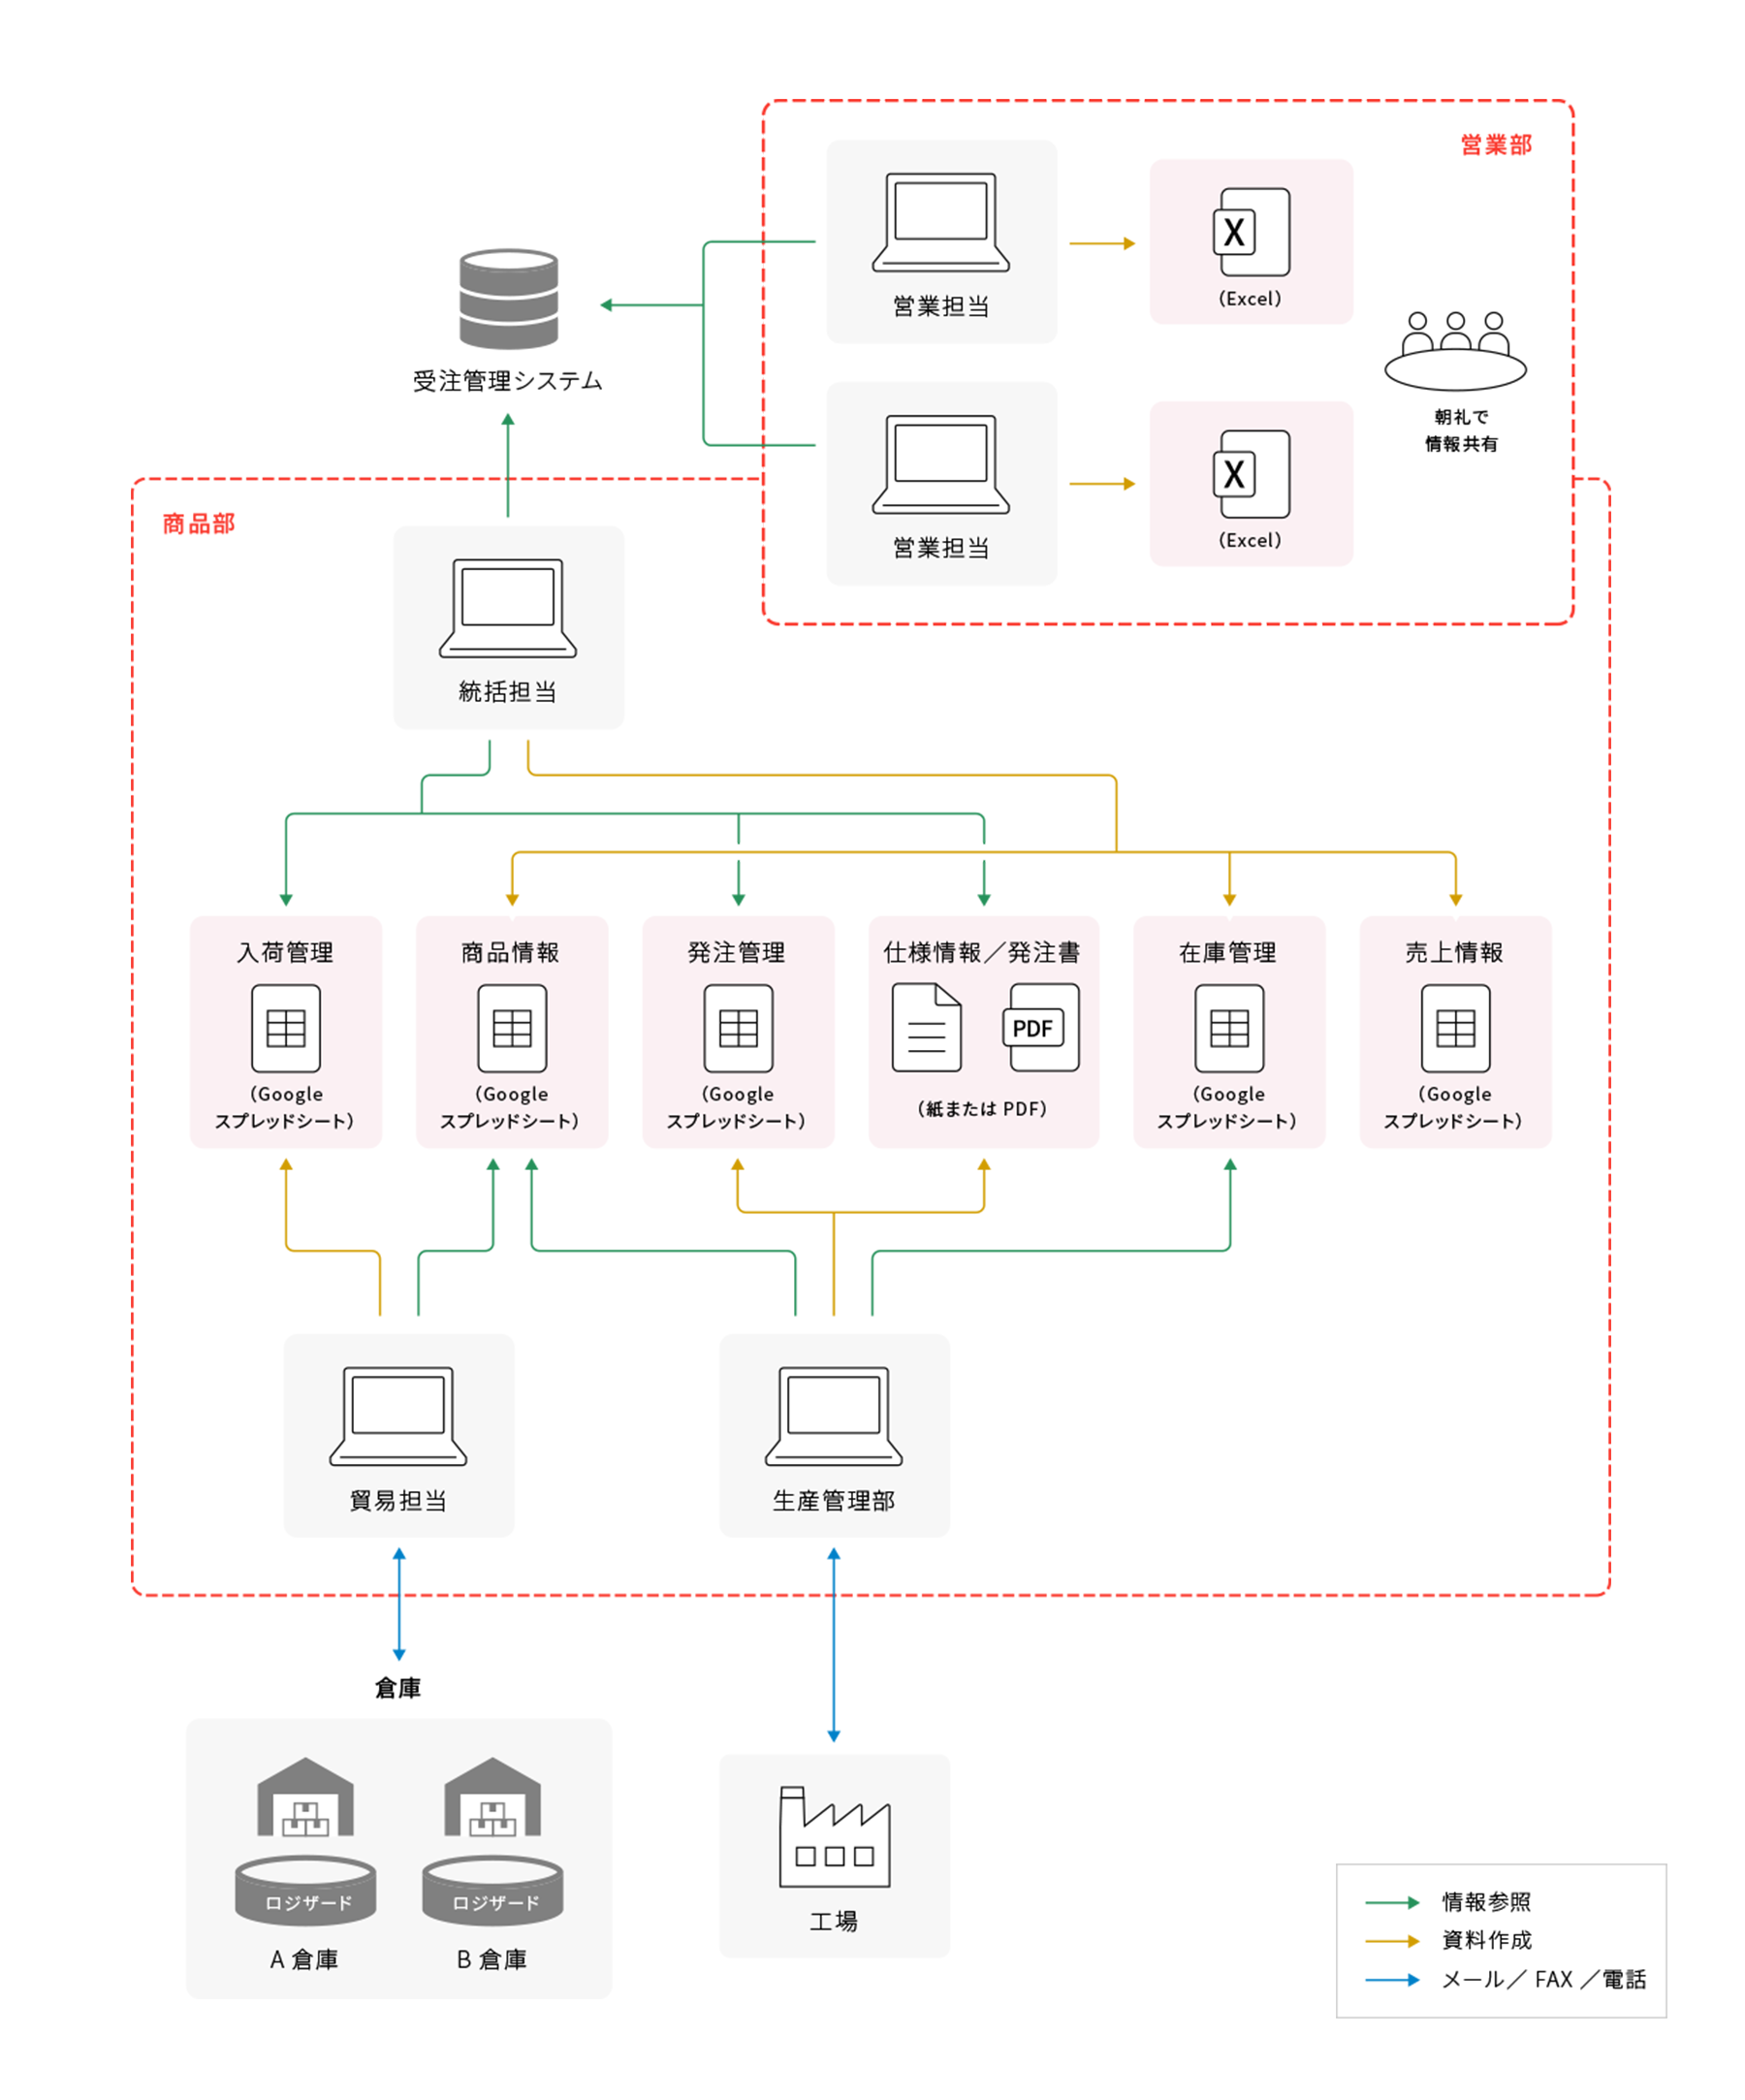 営業部
営業担当
X
（Excel）
受注管理システム
朝礼で
情報共有
営業担当
X
（Excel）
商品部
統括担当
入荷管理
（Google
スプレッドシート）
商品情報
（Google
スプレッドシート）
発注管理
（Google
スプレッドシート）
仕様情報／発注書
PDF
（紙または PDF）
在庫管理
（Google
スプレッドシート）
売上情報
（Google
スプレッドシート）
貿易担当
生産管理部
倉庫
ロジザード
A 倉庫
ロジザード
B 倉庫
工場
情報参照
資料作成
メール／ FAX ／電話